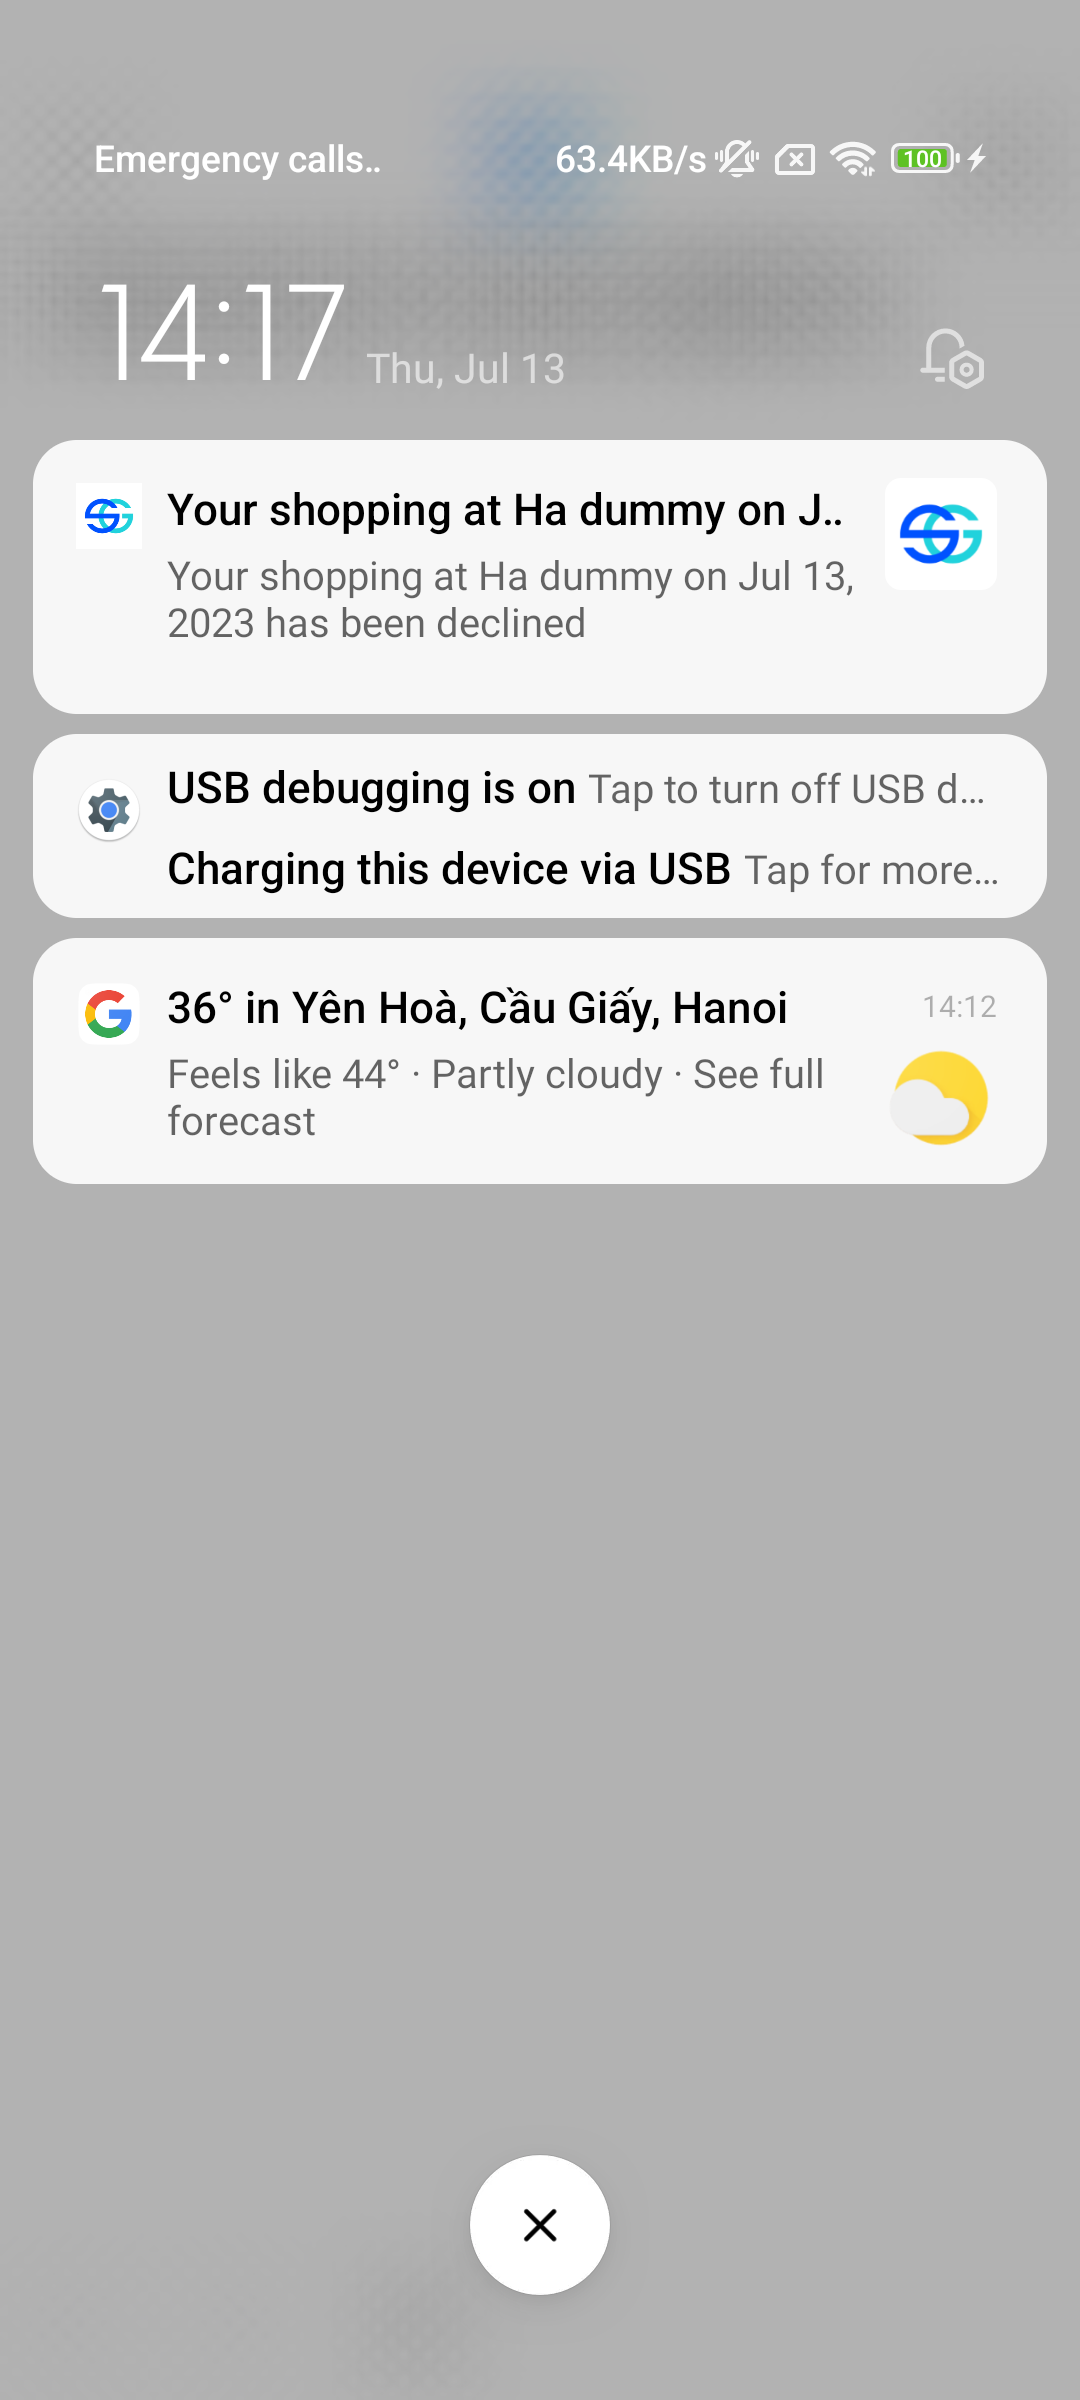 Emergency calls.. 63.4KB/s 100
14:17 Thu, Jul 13
Your shopping at Ha dummy on J..
Your shopping at Ha dummy on Jul 13,
2023 has been declined
USB debugging is on Tap to turn off USB d...
Charging this device via USB Tap for more...
36° in Yên Hoà, Cầu Giấy, Hanoi 14:12
Feels like 44° · Partly cloudy · See full
forecast